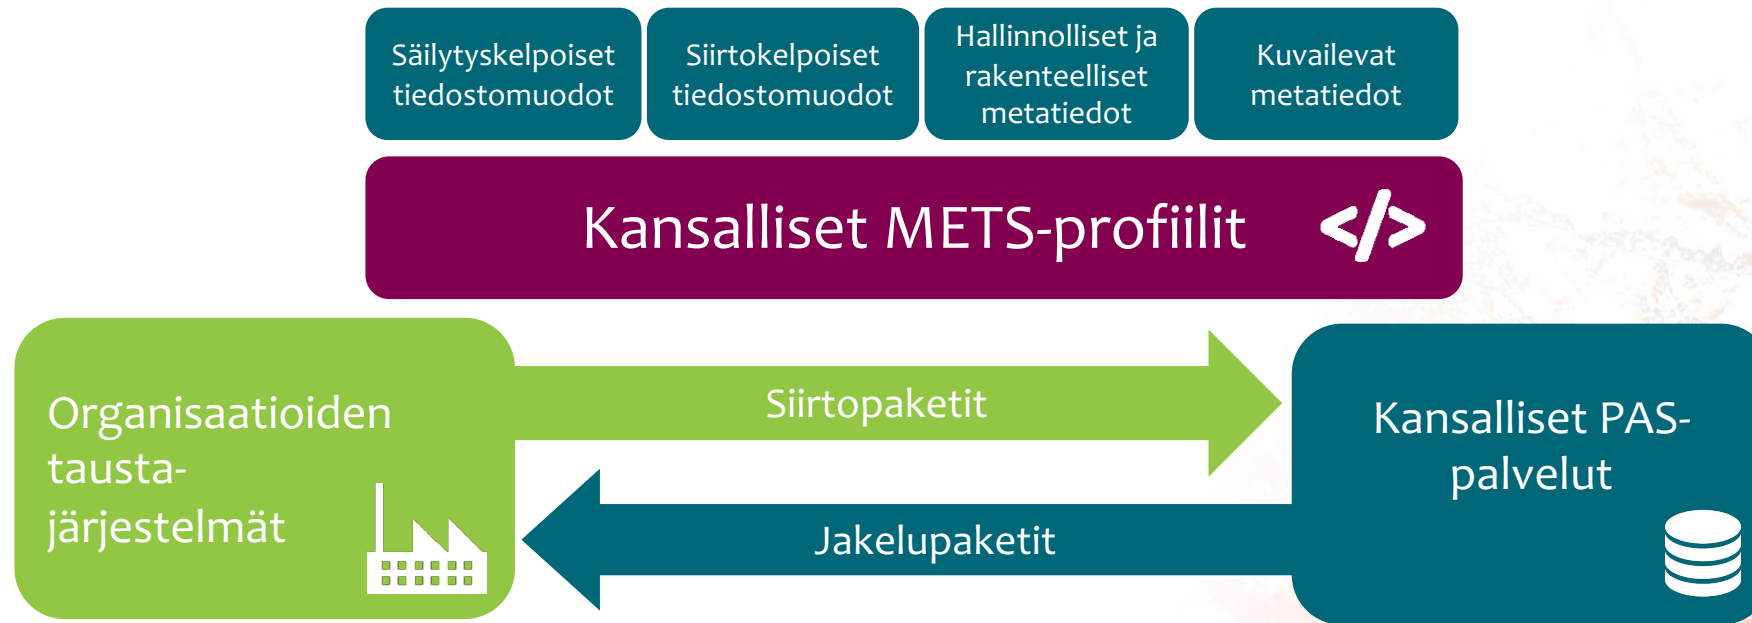 Säilytyskelpoiset
tiedostomuodot
Siirtokelpoiset
tiedostomuodot
Hallinnolliset ja
rakenteelliset
metatiedot
Kuvailevat
metatiedot
Kansalliset METS-profiilit </>
Organisaatioiden
tausta-
järjestelmät
Siirtopaketit
Jakelupaketit
Kansalliset PAS-
palvelut